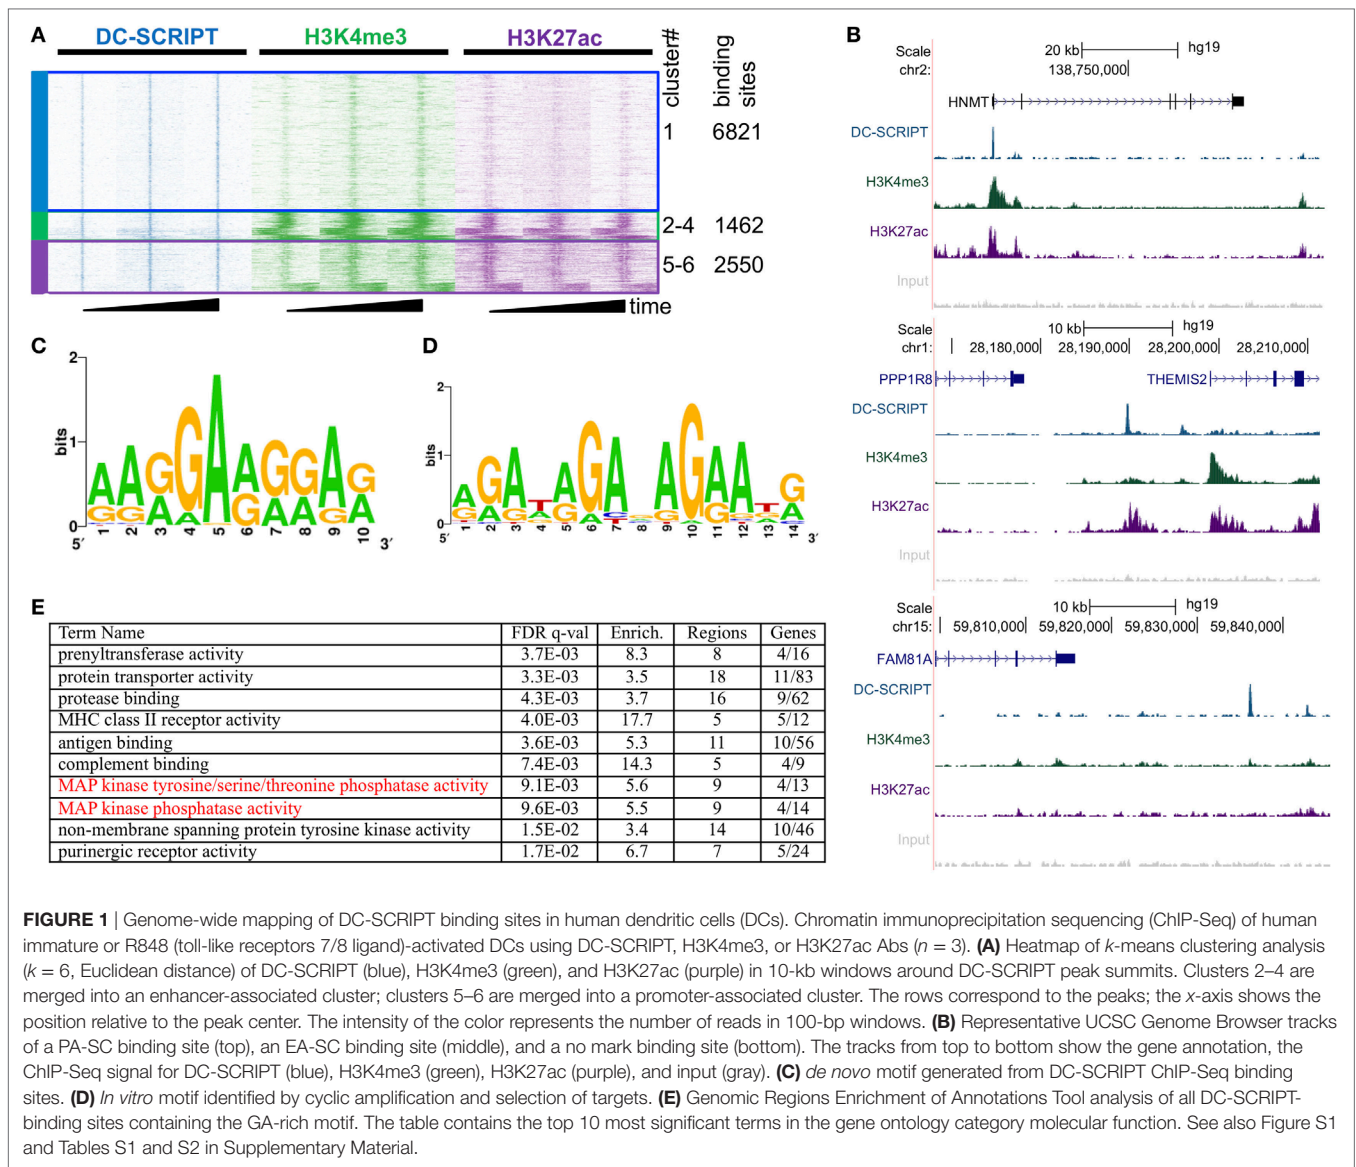 A
DC-SCRIPT H3K4me3 H3K27ac
cluster#
binding
sites
1 6821
2-4 1462
5-6 2550
time
B
Scale 20 kb hg19
chr2: 138,750,000
HNMT
DC-SCRIPT
H3K4me3
H3K27ac
Input
Scale 10 kb hg19
chr1: 28,180,000 28,190,000 28,200,000 28,210,000
PPP1R8 THEMIS2
DC-SCRIPT
H3K4me3
H3K27ac
Input
Scale 10 kb hg19
chr15: 59,810,000 59,820,000 59,830,000 59,840,000
FAM81A
DC-SCRIPT
H3K4me3
H3K27ac
Input
C
2
bits
1
0
5′ 1 2 3 4 5 6 7 8 9 10 3′
D
2
bits
1
0
5′ 1 2 3 4 5 6 7 8 9 10 11 12 13 14 3′
E
Term Name FDR q-val Enrich. Regions Genes
prenyltransferase activity 3.7E-03 8.3 8 4/16
protein transporter activity 3.3E-03 3.5 18 11/83
protease binding 4.3E-03 3.7 16 9/62
MHC class II receptor activity 4.0E-03 17.7 5 5/12
antigen binding 3.6E-03 5.3 11 10/56
complement binding 7.4E-03 14.3 5 4/9
MAP kinase tyrosine/serine/threonine phosphatase activity 9.1E-03 5.6 9 4/13
MAP kinase phosphatase activity 9.6E-03 5.5 9 4/14
non-membrane spanning protein tyrosine kinase activity 1.5E-02 3.4 14 10/46
purinergic receptor activity 1.7E-02 6.7 7 5/24
FIGURE 1 | Genome-wide mapping of DC-SCRIPT binding sites in human dendritic cells (DCs). Chromatin immunoprecipitation sequencing (ChIP-Seq) of human
immature or R848 (toll-like receptors 7/8 ligand)-activated DCs using DC-SCRIPT, H3K4me3, or H3K27ac Abs (n = 3). (A) Heatmap of k-means clustering analysis
(k = 6, Euclidean distance) of DC-SCRIPT (blue), H3K4me3 (green), and H3K27ac (purple) in 10-kb windows around DC-SCRIPT peak summits. Clusters 2–4 are
merged into an enhancer-associated cluster; clusters 5–6 are merged into a promoter-associated cluster. The rows correspond to the peaks; the x-axis shows the
position relative to the peak center. The intensity of the color represents the number of reads in 100-bp windows. (B) Representative UCSC Genome Browser tracks
of a PA-SC binding site (top), an EA-SC binding site (middle), and a no mark binding site (bottom). The tracks from top to bottom show the gene annotation, the
ChIP-Seq signal for DC-SCRIPT (blue), H3K4me3 (green), H3K27ac (purple), and input (gray). (C) de novo motif generated from DC-SCRIPT ChIP-Seq binding
sites. (D) In vitro motif identified by cyclic amplification and selection of targets. (E) Genomic Regions Enrichment of Annotations Tool analysis of all DC-SCRIPT-
binding sites containing the GA-rich motif. The table contains the top 10 most significant terms in the gene ontology category molecular function. See also Figure S1
and Tables S1 and S2 in Supplementary Material.